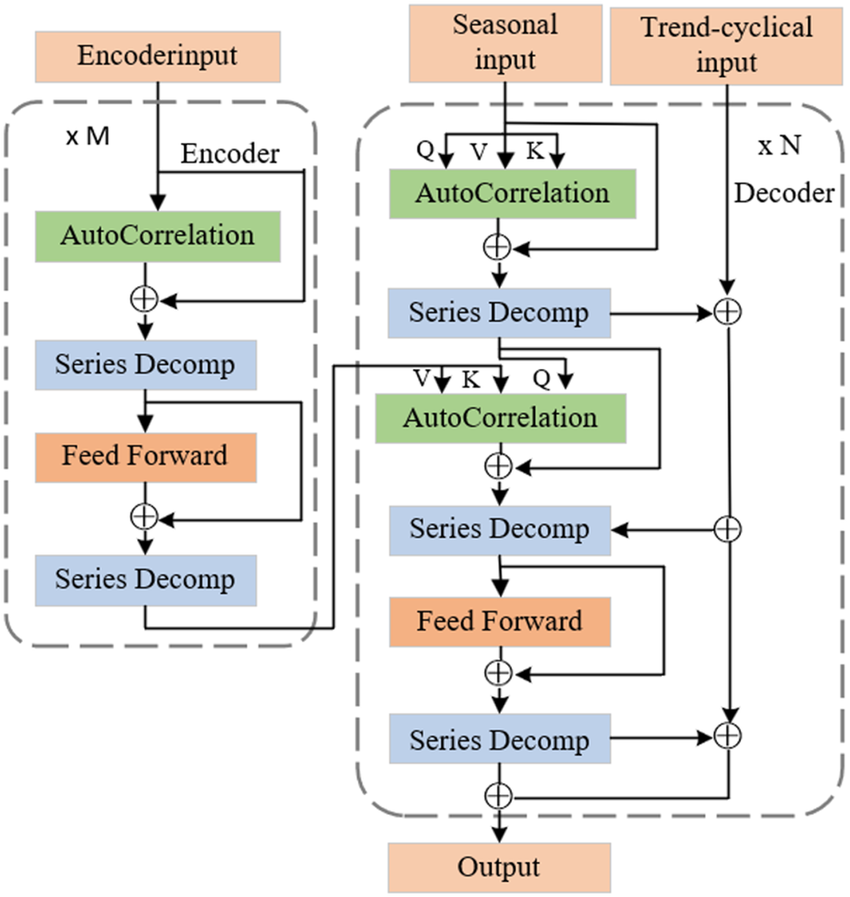 Encoderinput
x M
Encoder
AutoCorrelation
Series Decomp
Feed Forward
Series Decomp
Seasonal
input
Trend-cyclical
input
Q
V
K
x N
Decoder
AutoCorrelation
Series Decomp
V
K
Q
AutoCorrelation
Series Decomp
Feed Forward
Series Decomp
Output